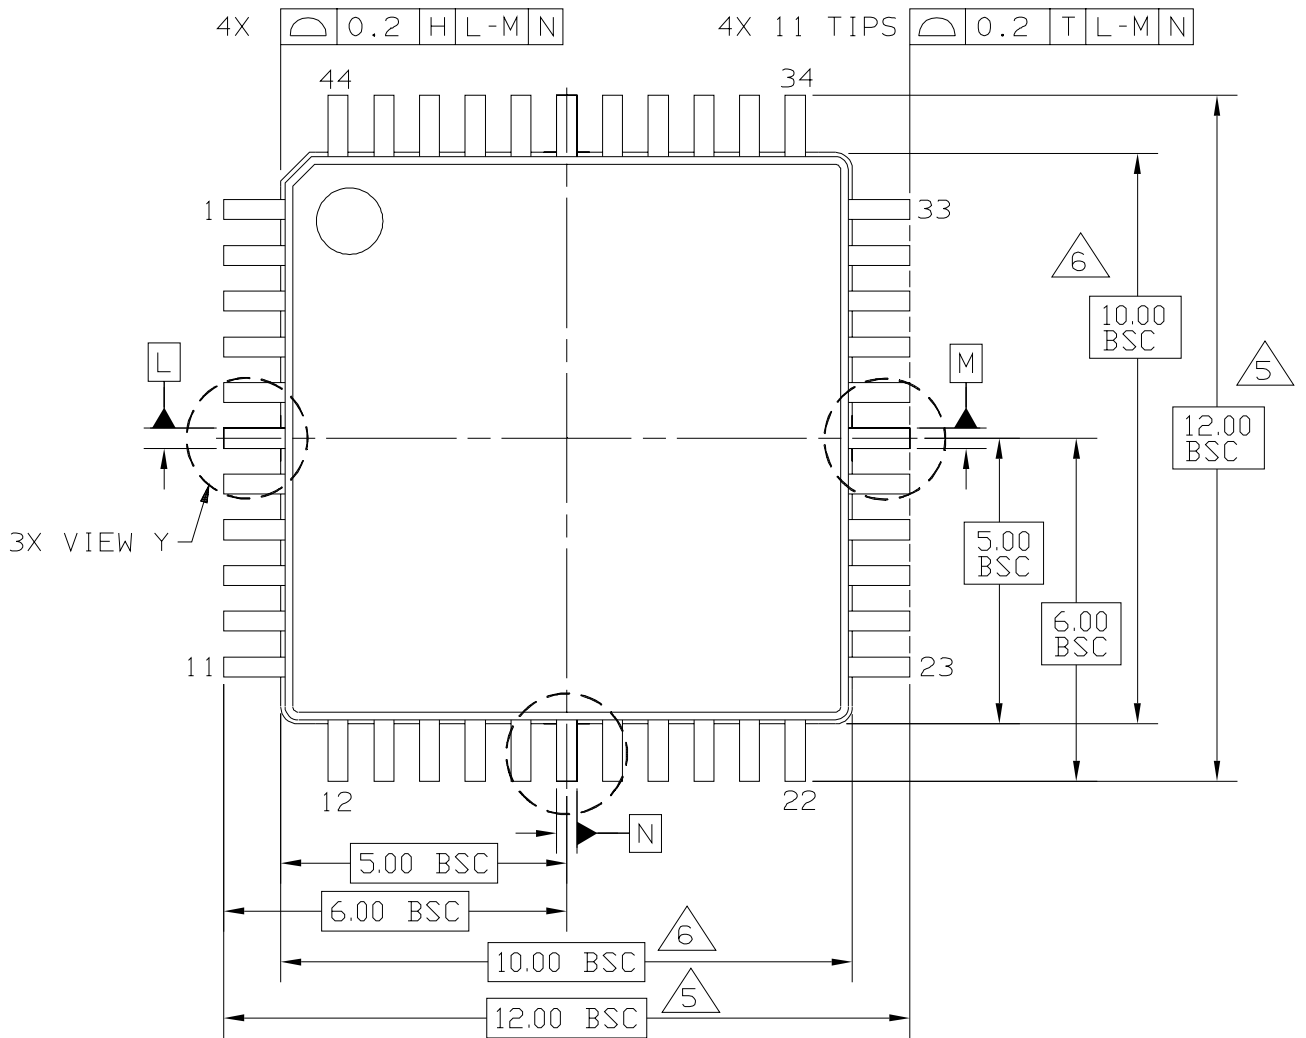 4X 0.2 H L-M N
4X 11 TIPS 0.2 T L-M N
44
34
1
33
6
10.00
BSC
5
L
M
12.00
BSC
3X VIEW Y
5.00
BSC
6.00
BSC
11
23
12
22
N
5.00 BSC
6.00 BSC
6
10.00 BSC
5
12.00 BSC